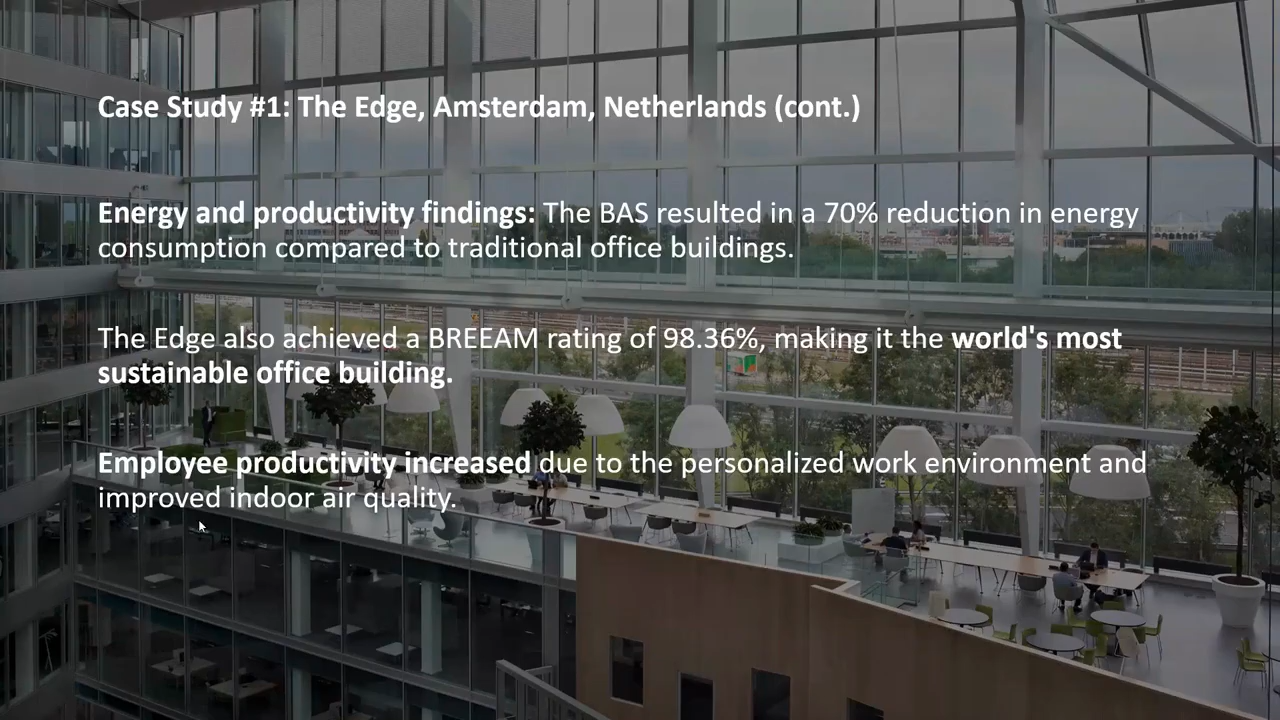 Case Study #1: The Edge, Amsterdam, Netherlands (cont.)
Energy and productivity findings: The BAS resulted in a 70% reduction in energy
consumption compared to traditional office buildings.
The Edge also achieved a BREEAM rating of 98.36%, making it the world's most
sustainable office building.
Employee productivity increased due to the personalized work environment and
improved indoor air quality.